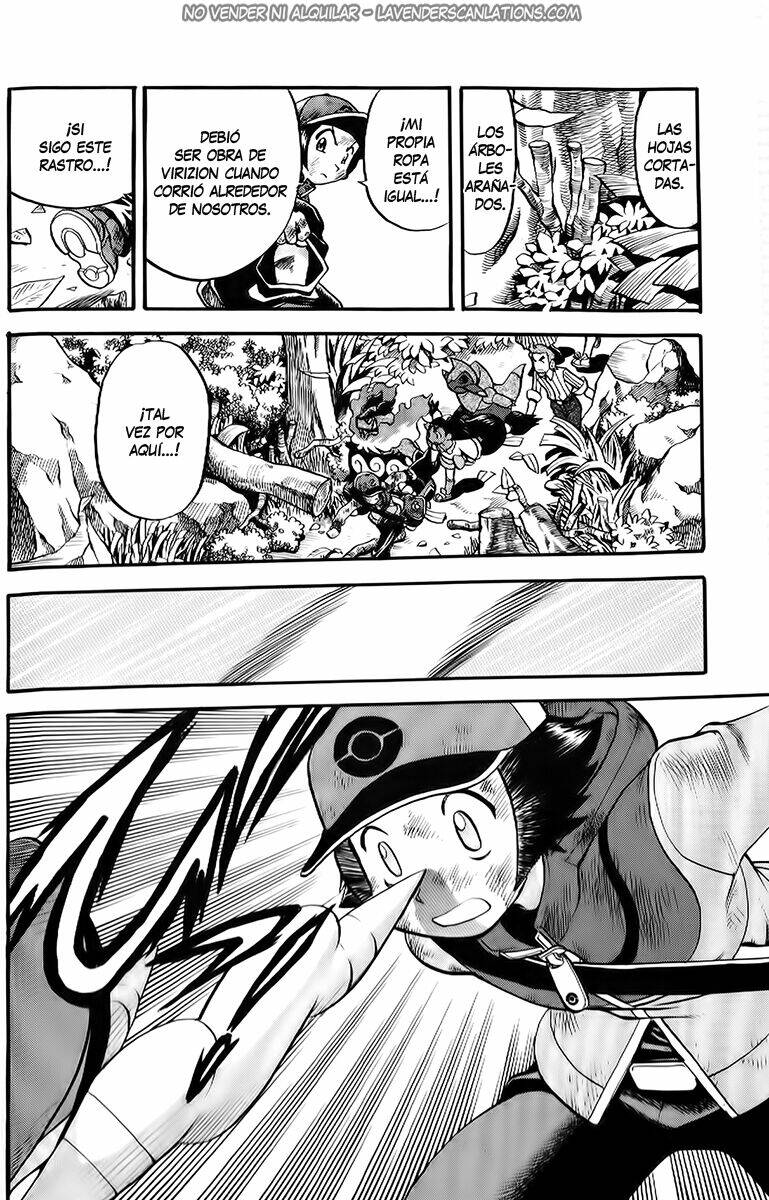 NO VENDER NI ALQUILAR - LAVENDERSCANLATIONS.COM
LAS
HOJAS
CORTA-
DAS.
LOS
ÁRBO-
LES
ARAÑA-
DOS.
¡MI
PROPIA
ROPA
ESTÁ
IGUAL...!
DEBIÓ
SER OBRA DE
VIRIZION CUANDO
CORRIÓ ALREDEDOR
DE NOSOTROS.
¡SI
SIGO ESTE
RASTRO...!
¡TAL
VEZ POR
AQUÍ...!